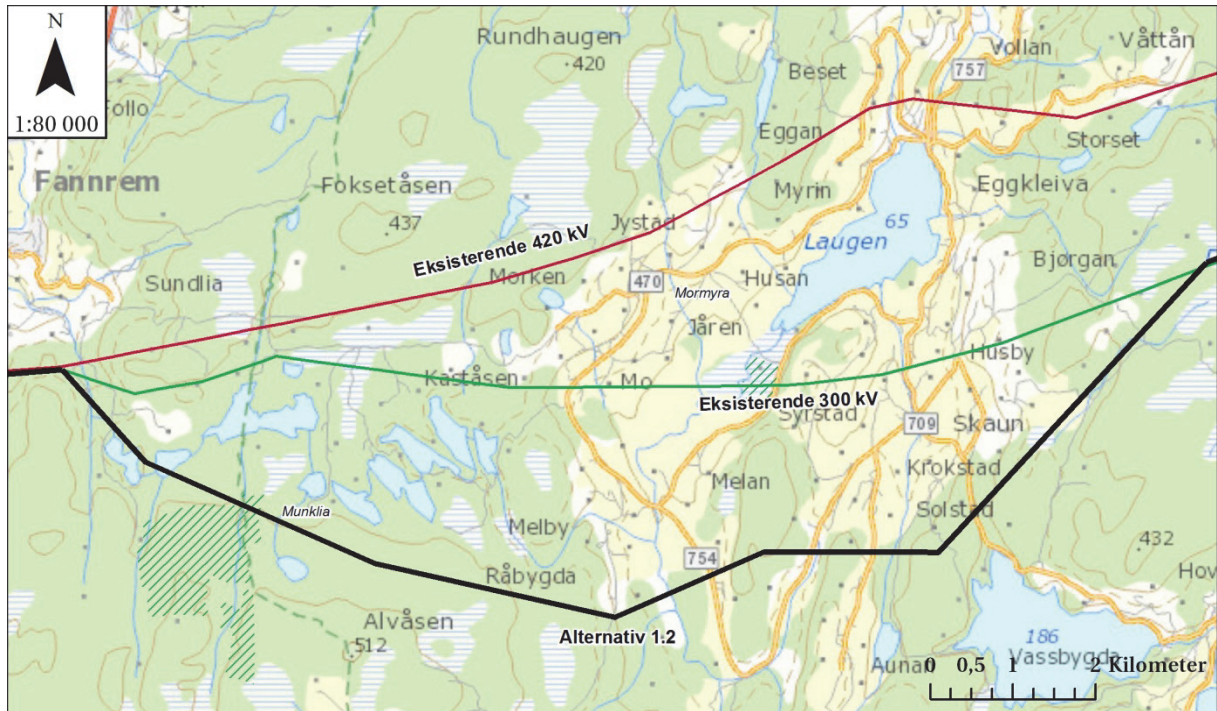 N
1:80 000
Rundhaugen
420
Vollan
Våttån
757
Beset
Follo
Eggan
Storset
Fannrem
Foksetåsen
Myrin
Eggkleiva
437
Jystad
65
Laugen
Eksisterende 420 kV
Bjørgan
Sundlia
Morken
470
Mormyra
Husan
Jåren
Husby
Kaståsen
Mo
Eksisterende 300 kV
Syrstad
709
Skaun
Krokstad
Melan
Solstad
Munklia
Melby
432
754
Råbygda
Hov
Alvåsen
Alternativ 1.2
186
512
Aunan
Vassbygda
0 0,5 1 2 Kilometer